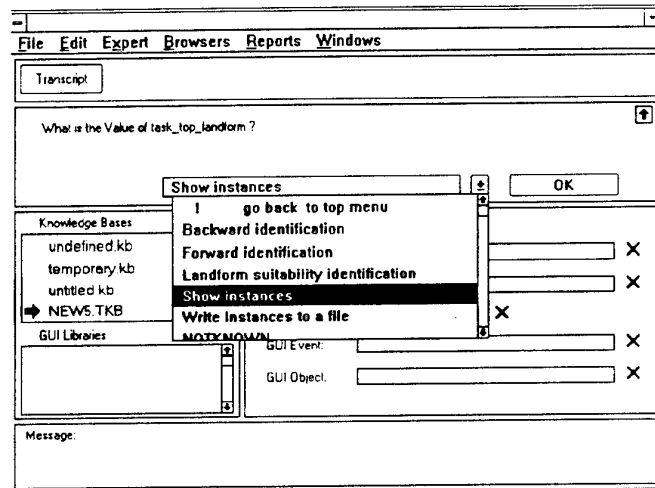 File Edit Expert Browsers Reports Windows
Transcript
What is the Value of task_top_landform ?
Show instances
OK
! go back to top menu
Backward identification
Forward identification
Landform suitability identification
Show instances
Write Instances to a file
NOTKNOWN
Knowledge Bases
undefined.kb
temporary.kb
untitled.kb
NEW5.TKB
GUI Libraries
GUI Event:
GUI Object:
Message: